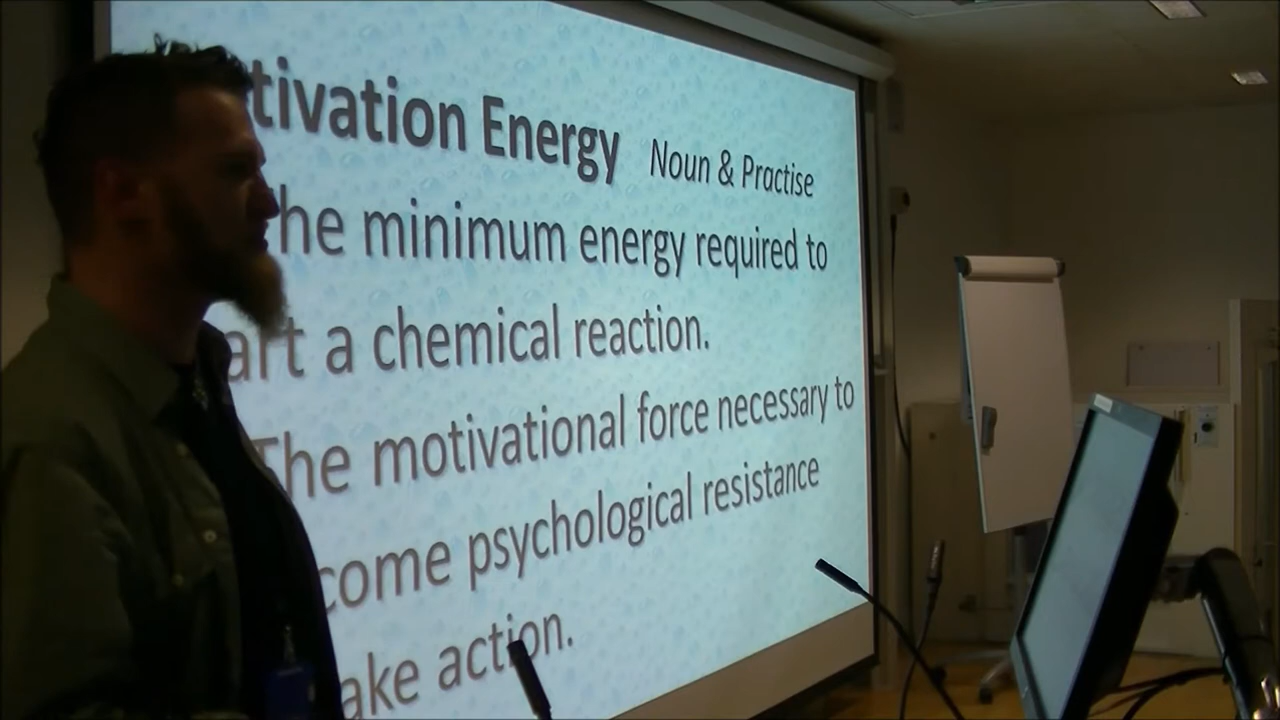 tivation Energy Noun & Practise
he minimum energy required to
art a chemical reaction.
The motivational force necessary to
come psychological resistance
ake action.